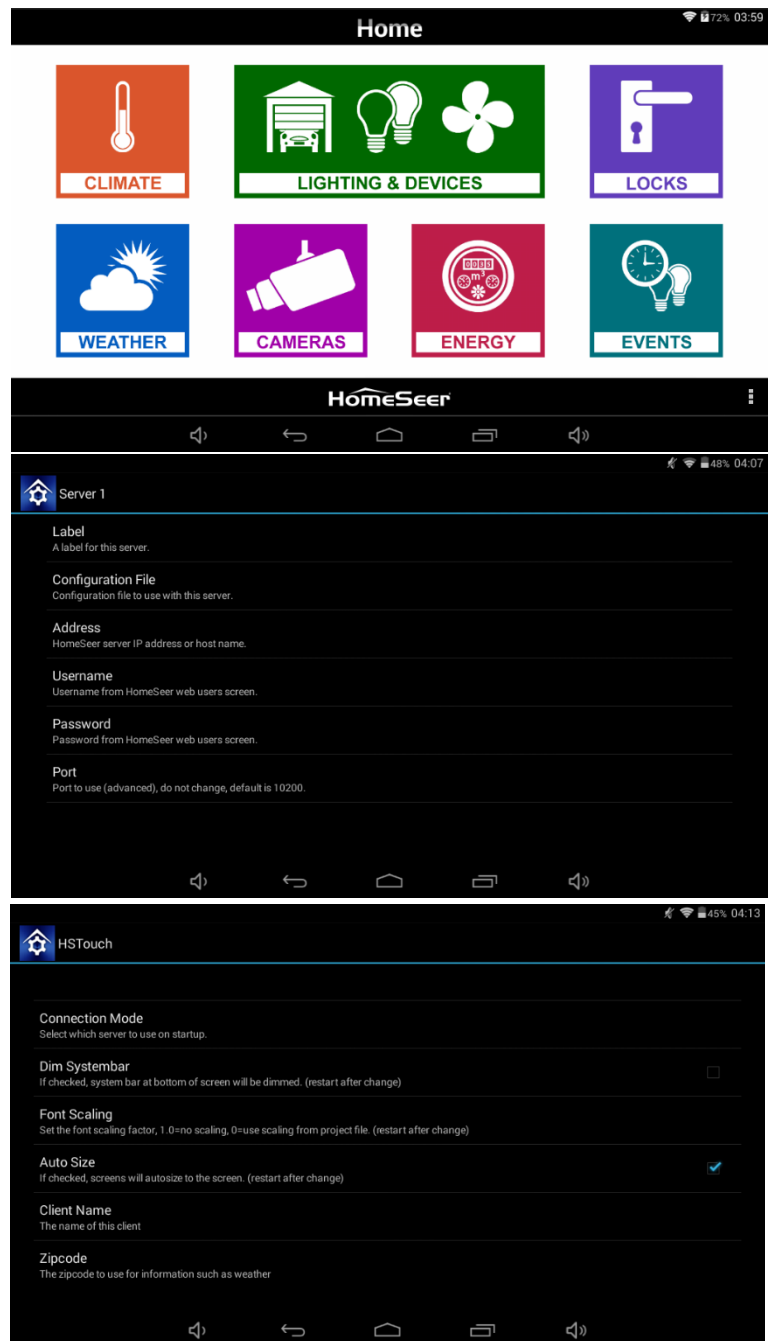 Home
72% 03:59
CLIMATE
LIGHTING & DEVICES
LOCKS
0035
m³
WEATHER
CAMERAS
ENERGY
EVENTS
HomeSeer
48% 04:07
Server 1
Label
A label for this server.
Configuration File
Configuration file to use with this server.
Address
HomeSeer server IP address or host name.
Username
Username from HomeSeer web users screen.
Password
Password from HomeSeer web users screen.
Port
Port to use (advanced), do not change, default is 10200.
45% 04:13
HSTouch
Connection Mode
Select which server to use on startup.
Dim Systembar
If checked, system bar at bottom of screen will be dimmed. (restart after change)
Font Scaling
Set the font scaling factor, 1.0=no scaling, 0=use scaling from project file. (restart after change)
Auto Size
If checked, screens will autosize to the screen. (restart after change)
Client Name
The name of this client
Zipcode
The zipcode to use for information such as weather